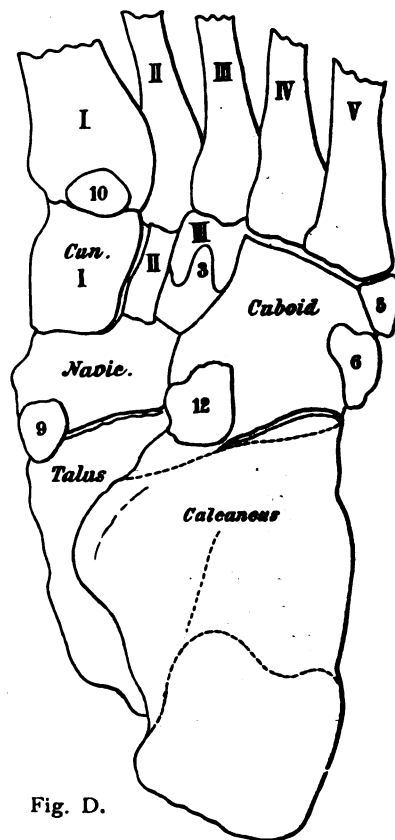 I II III IV V
10
Cun.
I II III
3
Cuboid
5
6
Navic.
12
9
Talus
Calcaneus
Fig. D.